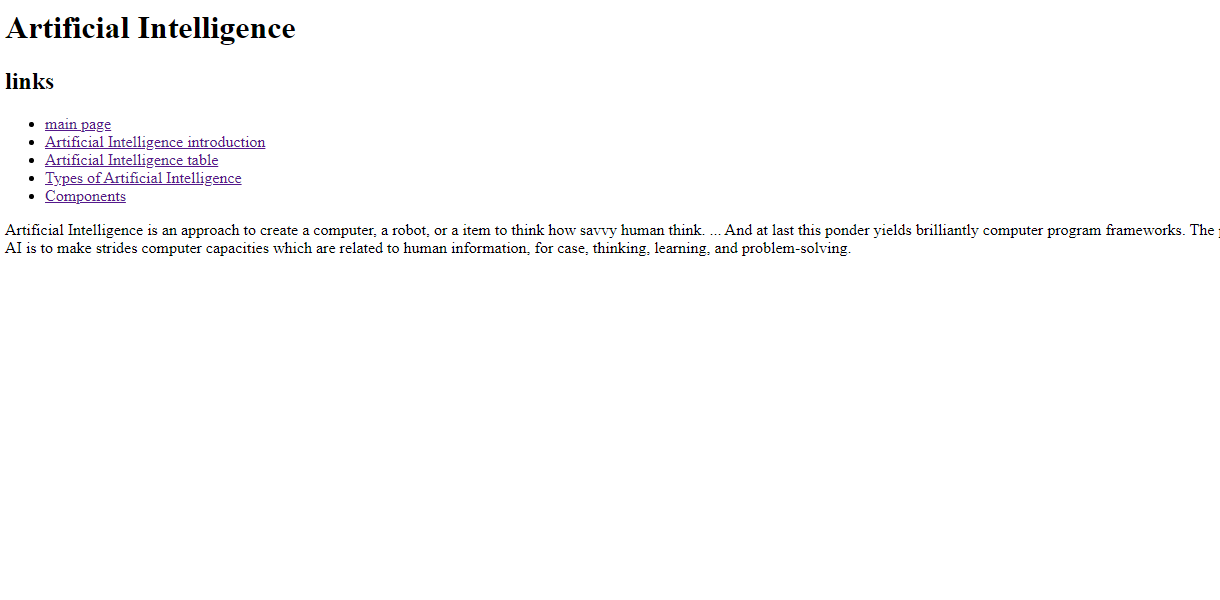 Artificial Intelligence
links
main page
Artificial Intelligence introduction
Artificial Intelligence table
Types of Artificial Intelligence
Components
Artificial Intelligence is an approach to create a computer, a robot, or a item to think how savvy human think. ... And at last this ponder yields brilliantly computer program frameworks. The
AI is to make strides computer capacities which are related to human information, for case, thinking, learning, and problem-solving.